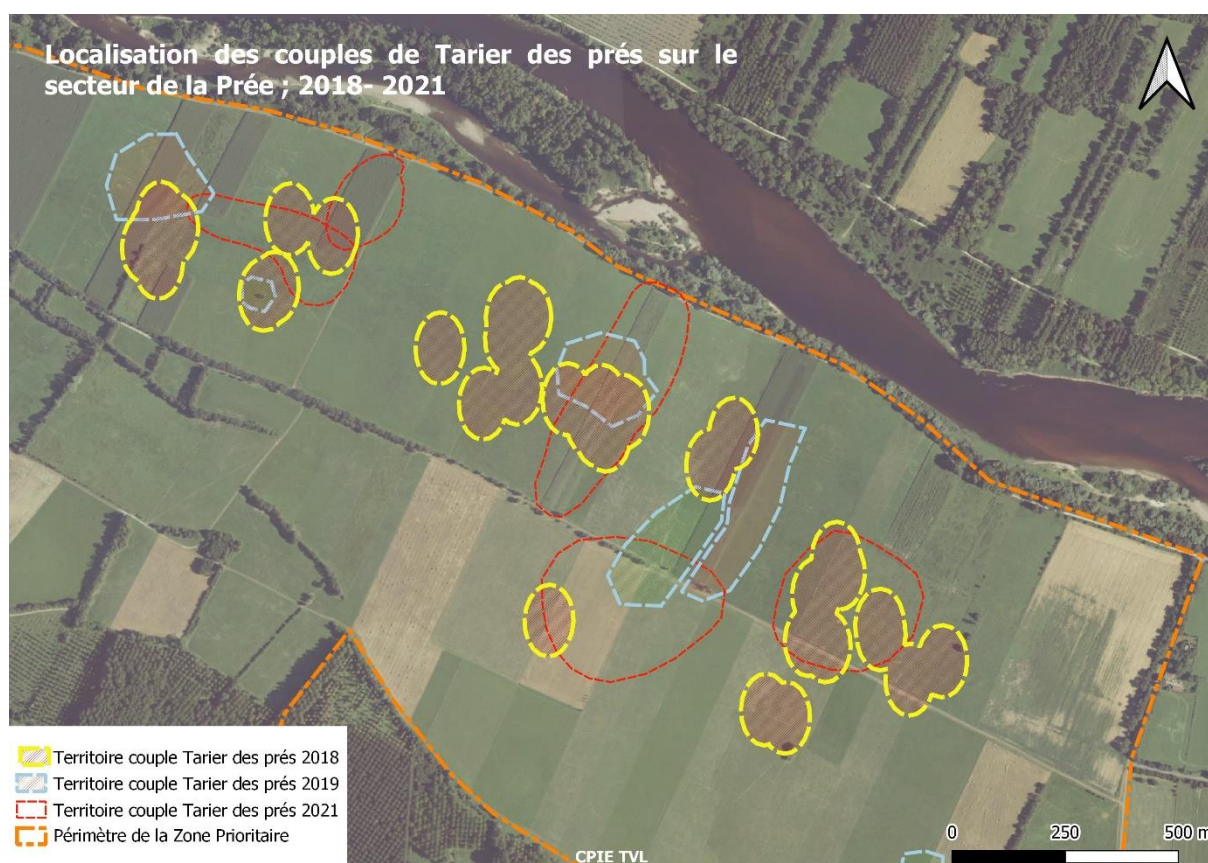 Localisation des couples de Tarier des prés sur le
secteur de la Prée ; 2018- 2021
Territoire couple Tarier des prés 2018
Territoire couple Tarier des prés 2019
Territoire couple Tarier des prés 2021
Périmètre de la Zone Prioritaire
CPIE TVL
0 250 500 m